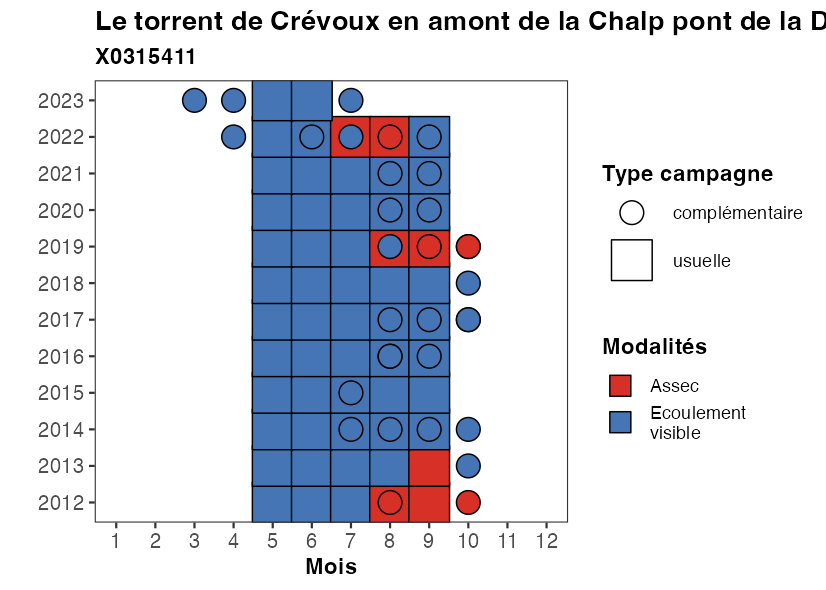 Le torrent de Crévoux en amont de la Chalp pont de la D
X0315411
2023
2022
2021
2020
2019
2018
2017
2016
2015
2014
2013
2012
1 2 3 4 5 6 7 8 9 10 11 12
Mois
Type campagne
complémentaire
usuelle
Modalités
Assec
Ecoulement
visible